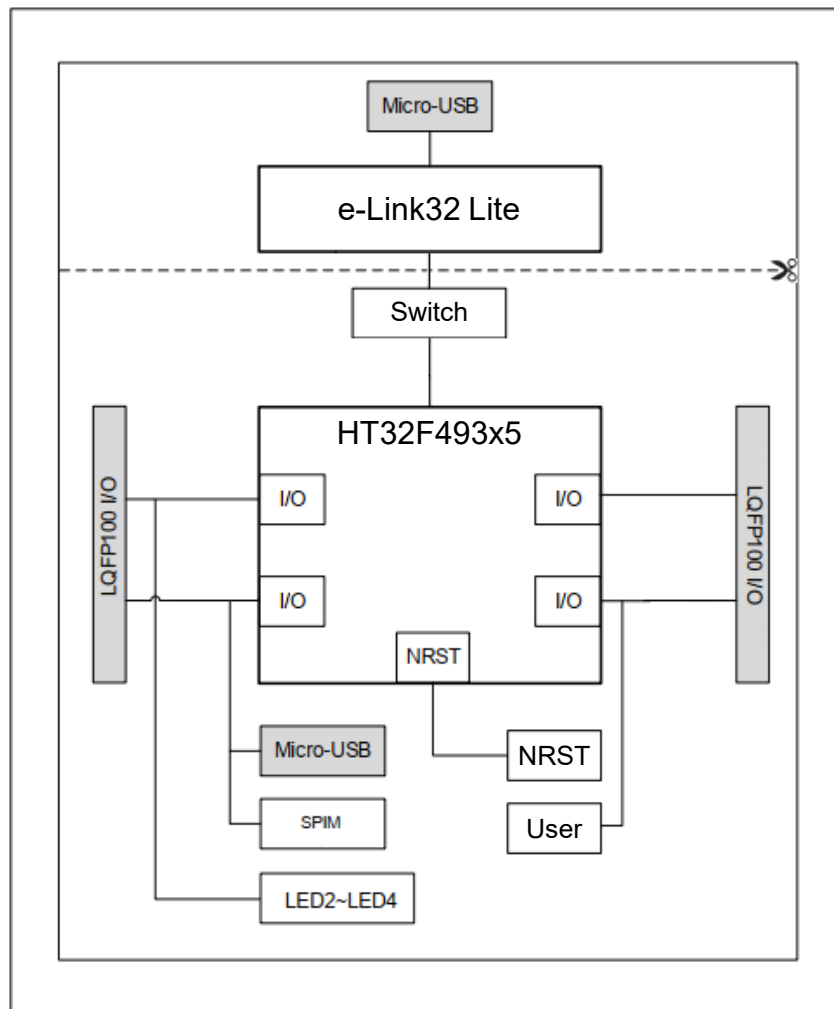 Micro-USB
e-Link32 Lite
Switch
HT32F493x5
LQFP100 I/O
I/O
I/O
LQFP100 I/O
I/O
I/O
NRST
Micro-USB
NRST
SPIM
User
LED2~LED4